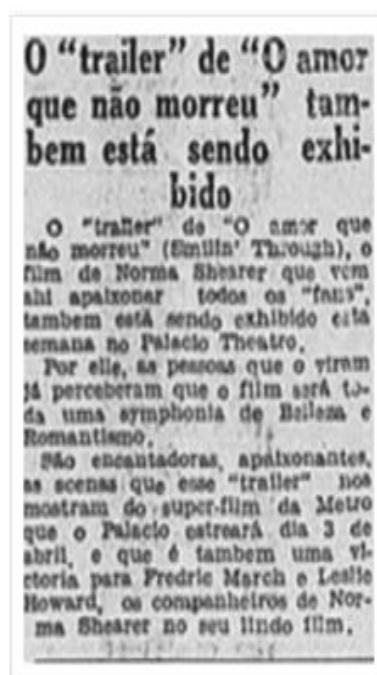 O "trailer" de "O amor
que não morreu" tam-
bem está sendo exhi-
bido
O "trailer" de "O amor que
não morreu" (Smilin' Through), o
film de Norma Shearer que vem
ahi apaixonar todos os "fans",
tambem está sendo exhibido esta
semana no Palacio Theatro.
Por elle, as pessoas que o viram
já perceberam que o film será to-
da uma symphonia de Belleza e
Romantismo.
São encantadoras, apaixonantes,
as scenas que esse "trailer" nos
mostram do super-film da Metro
que o Palacio estreará dia 3 de
abril, e que é tambem uma vi-
ctoria para Fredric March e Leslie
Howard, os companheiros de Nor-
ma Shearer no seu lindo film.